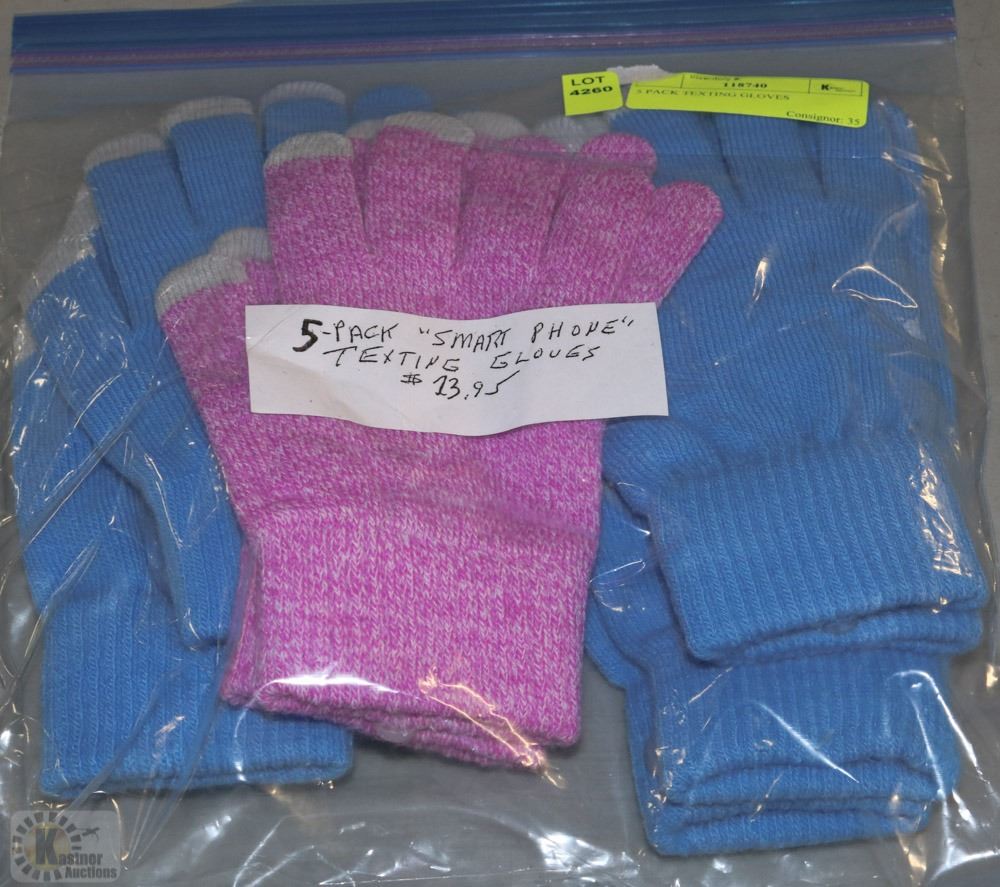 LOT
4260
Inventory #
118740
5 PACK TEXTING GLOVES
Consignor: 35
5-PACK "SMART PHONE"
TEXTING GLOVES
$ 13.95
Kastner
Auctions